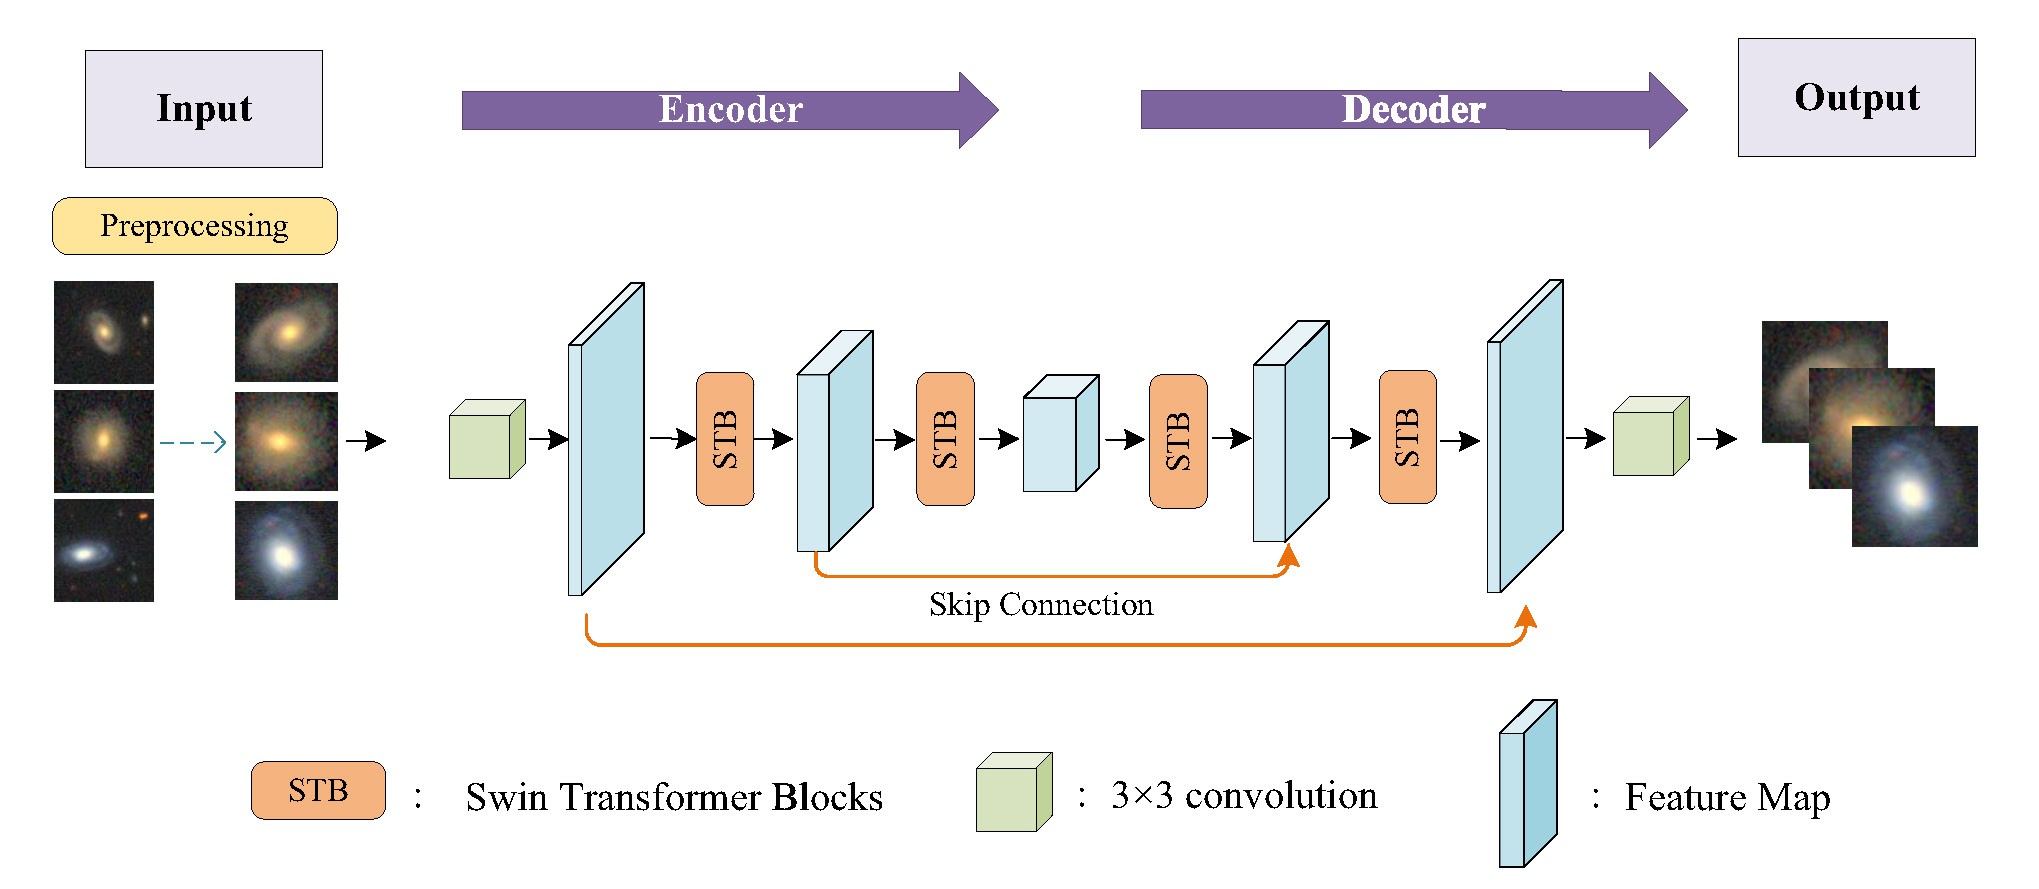 Input
Encoder
Decoder
Output
Preprocessing
STB
STB
STB
STB
Skip Connection
STB : Swin Transformer Blocks
: 3×3 convolution
: Feature Map